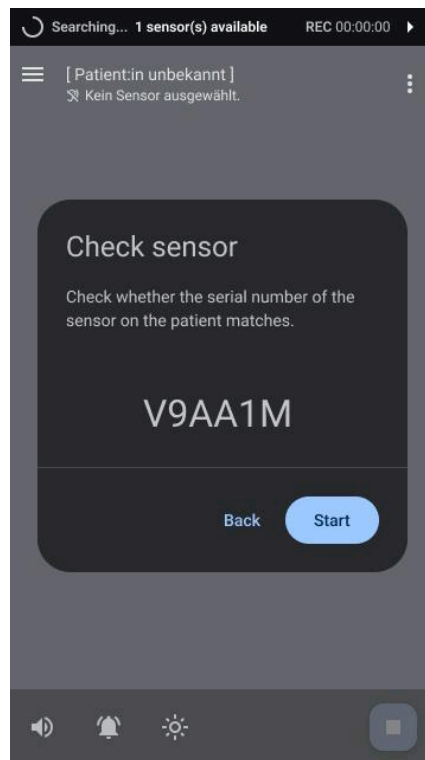 Searching... 1 sensor(s) available REC 00:00:00
[ Patient:in unbekannt ]
Kein Sensor ausgewählt.
Check sensor
Check whether the serial number of the
sensor on the patient matches.
V9AA1M
Back Start